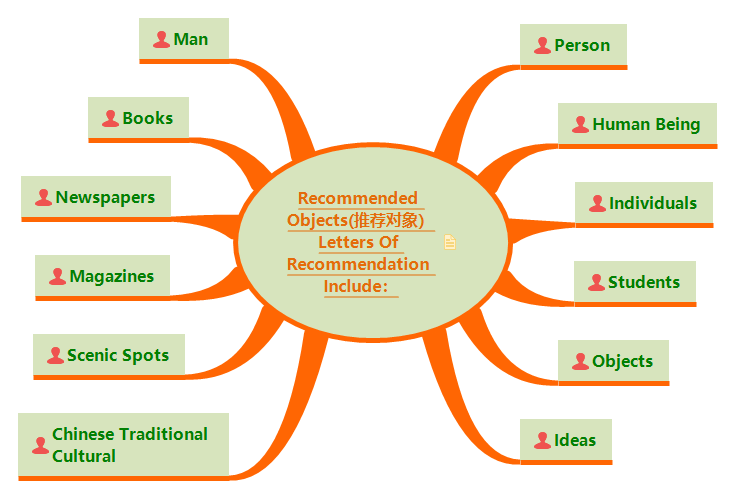 Recommended
Objects(推荐对象)
Letters Of
Recommendation
Include:
Man
Books
Newspapers
Magazines
Scenic Spots
Chinese Traditional
Cultural
Person
Human Being
Individuals
Students
Objects
Ideas